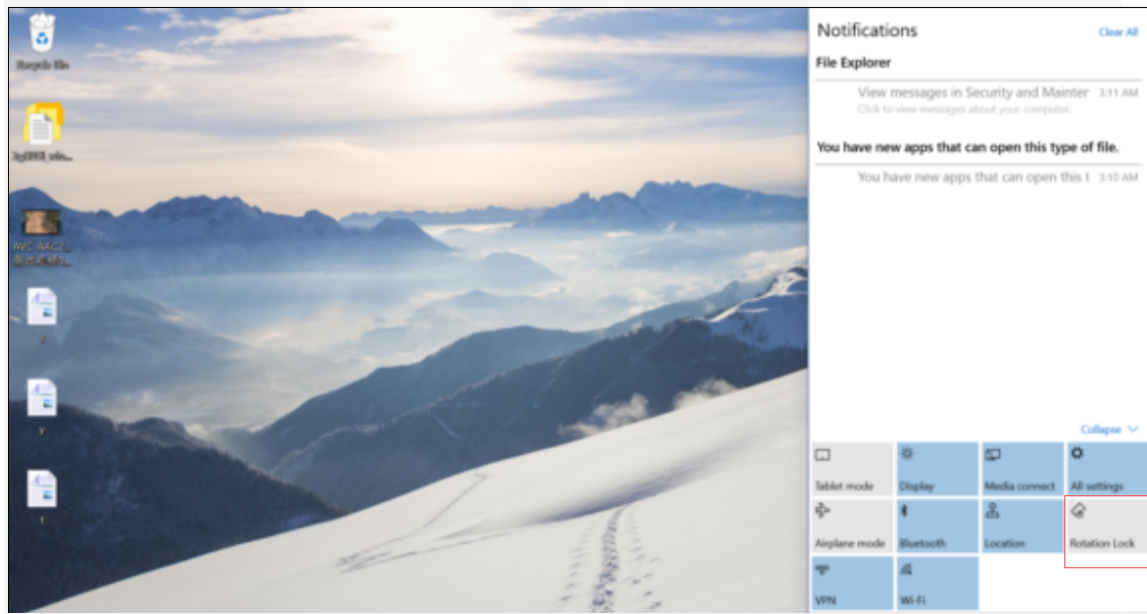 Recycle Bin
x
y
t
Notifications
Clear All
File Explorer
View messages in Security and Mainter
3:11 AM
Click to view messages about your computer.
You have new apps that can open this type of file.
You have new apps that can open this t
3:10 AM
Collapse
Tablet mode
Display
Media connect
All settings
Airplane mode
Bluetooth
Location
Rotation Lock
VPN
Wi-Fi